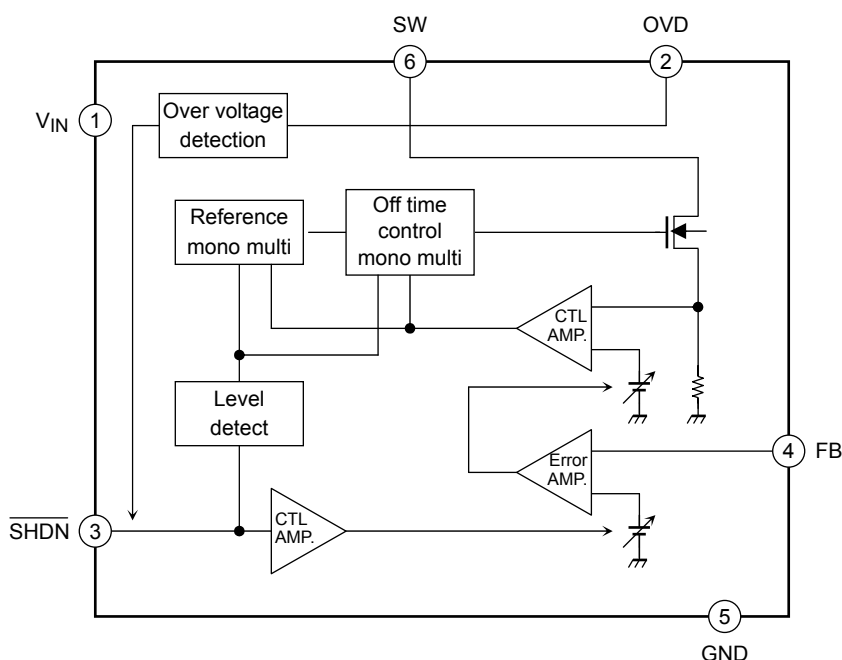 SW
OVD
6
2
V_IN
1
Over voltage
detection
Reference
mono multi
Off time
control
mono multi
CTL
AMP.
Level
detect
Error
AMP.
4
FB
SHDN
3
CTL
AMP.
5
GND